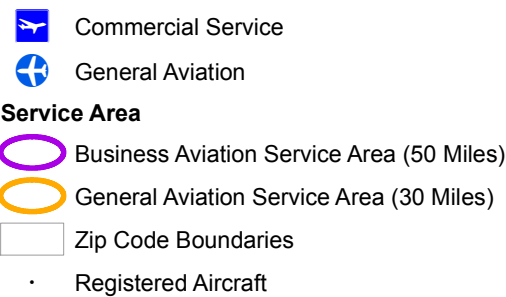 Commercial Service
General Aviation
Service Area
Business Aviation Service Area (50 Miles)
General Aviation Service Area (30 Miles)
Zip Code Boundaries
Registered Aircraft